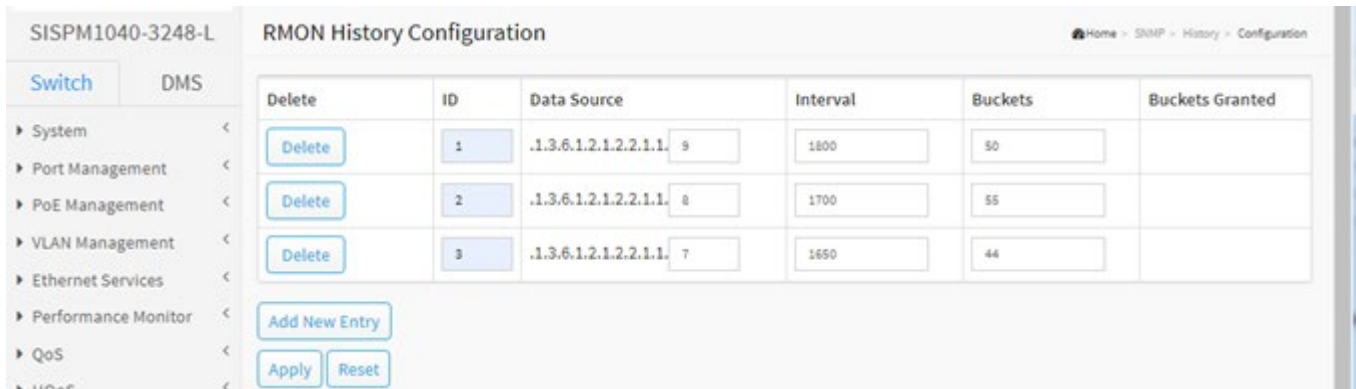 SISPM1040-3248-L
RMON History Configuration
Home > SNMP > History > Configuration
Switch DMS
Delete ID Data Source Interval Buckets Buckets Granted
System
Delete 1 .1.3.6.1.2.1.2.2.1.1. 9 1800 50
Port Management
PoE Management
Delete 2 .1.3.6.1.2.1.2.2.1.1. 8 1700 55
VLAN Management
Delete 3 .1.3.6.1.2.1.2.2.1.1. 7 1650 44
Ethernet Services
Performance Monitor
Add New Entry
QoS
Apply Reset